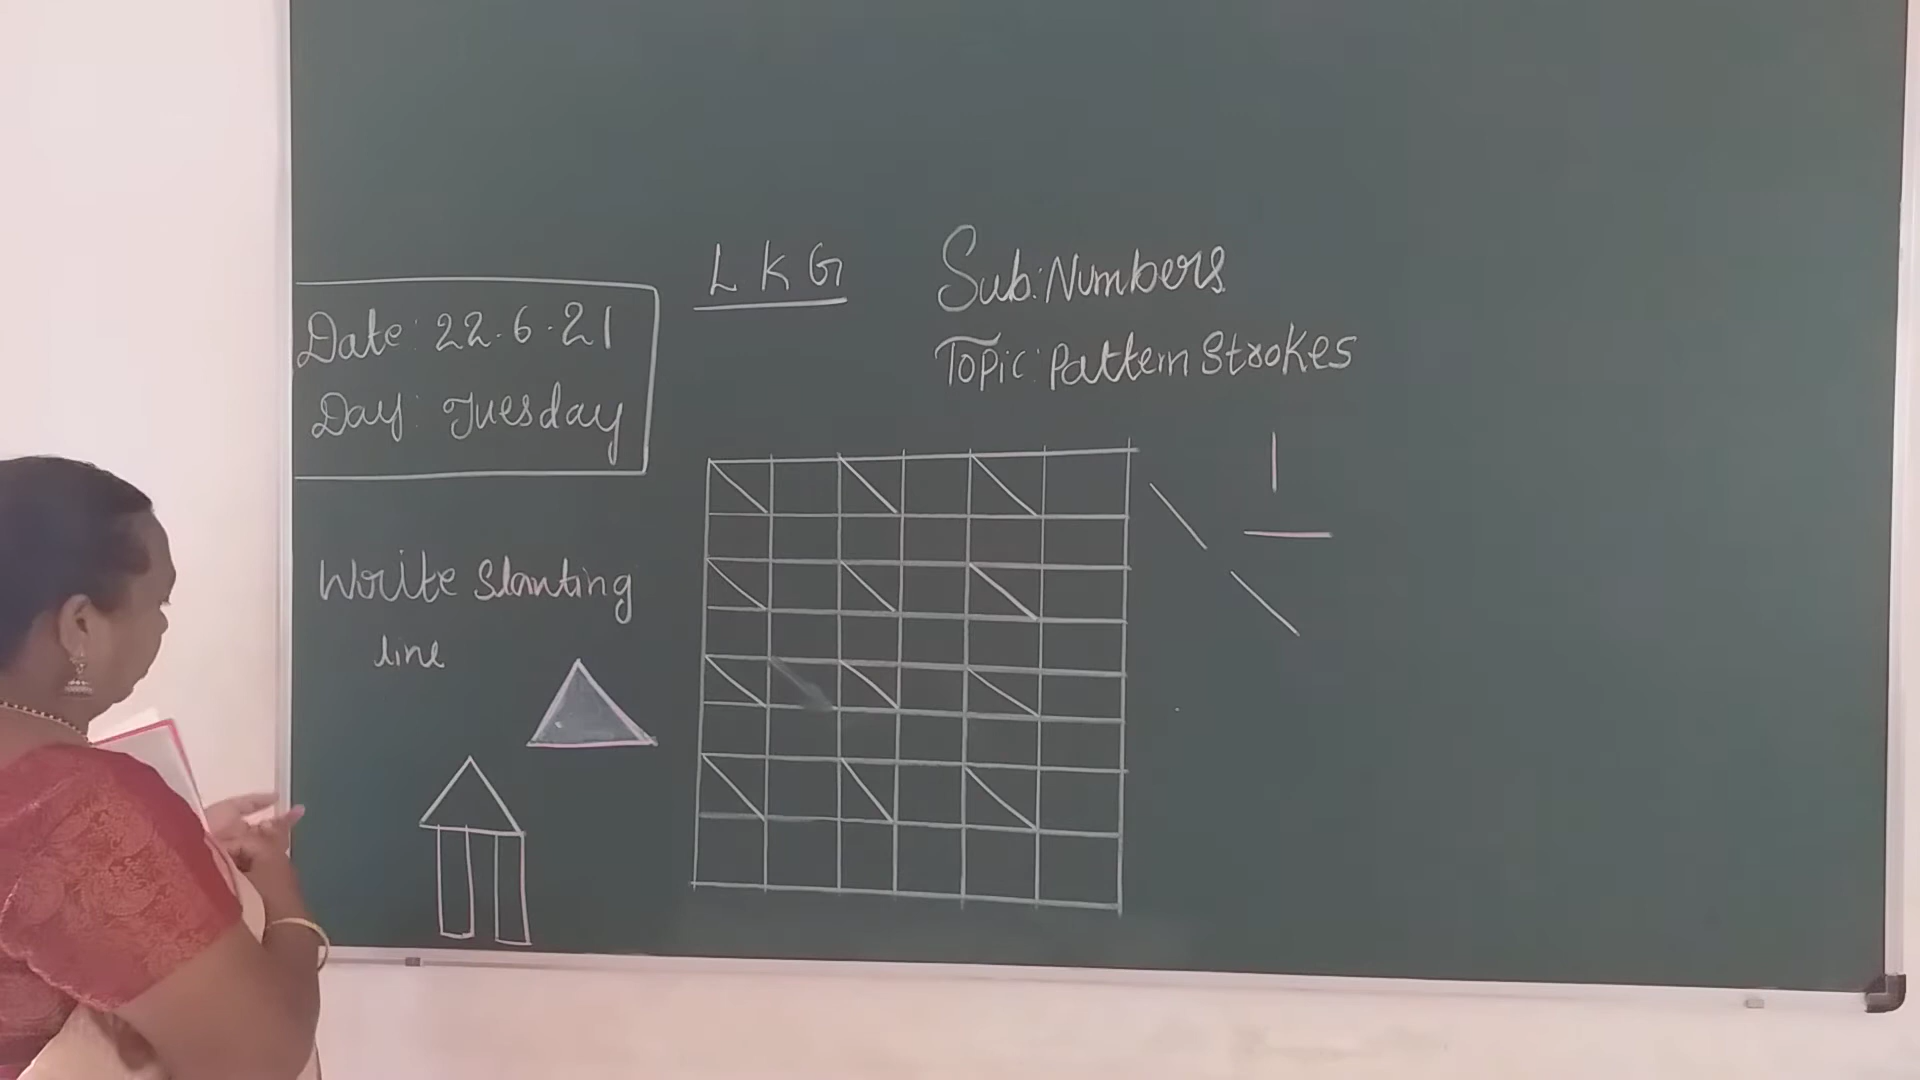 LKG
Sub: Numbers
Topic: Pattern Strokes
Date: 22.6.21
Day: Tuesday
Write Slanting
line